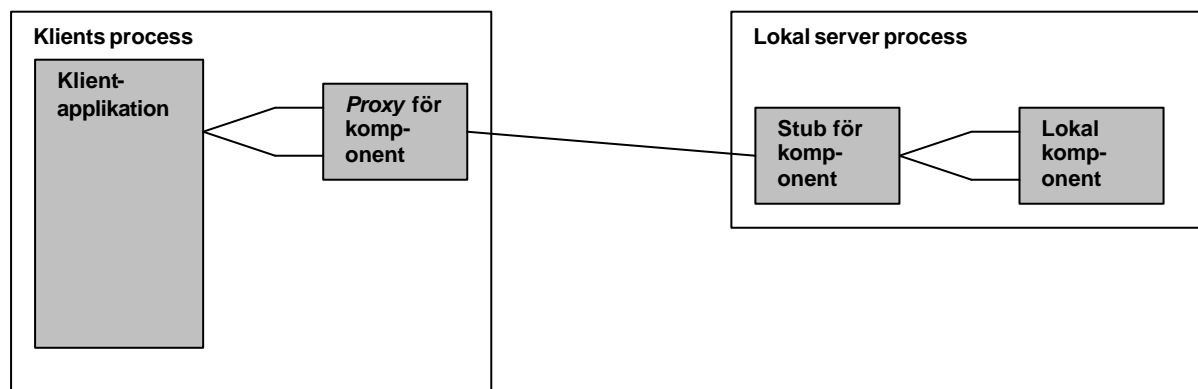 Klients process
Klient-
applikation
Proxy för
komp-
onent
Lokal server process
Stub för
komp-
onent
Lokal
komp-
onent